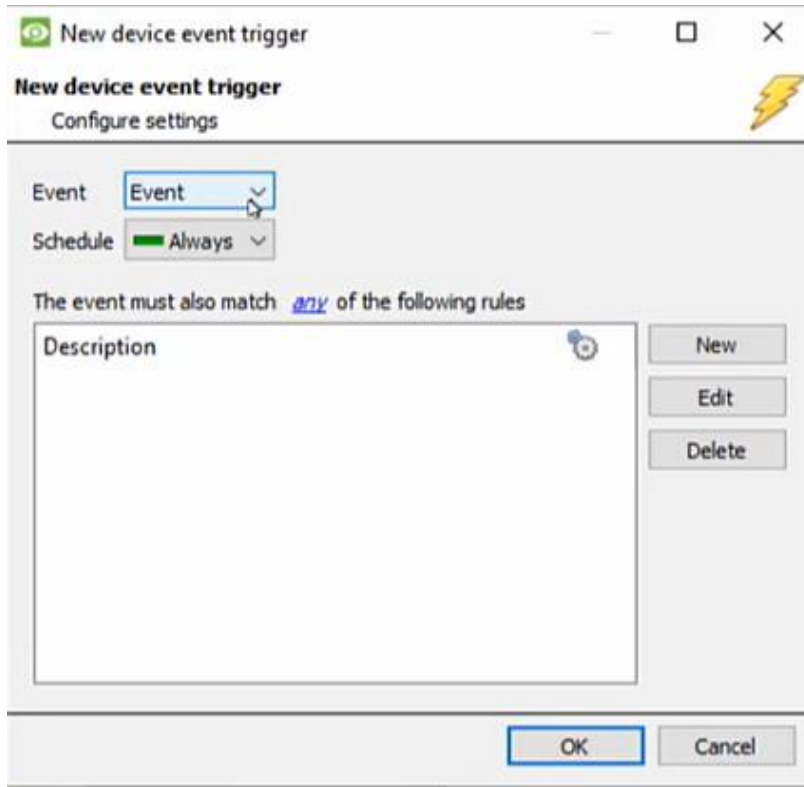 New device event trigger
New device event trigger
Configure settings
Event Event
Schedule Always
The event must also match any of the following rules
Description
New
Edit
Delete
OK Cancel